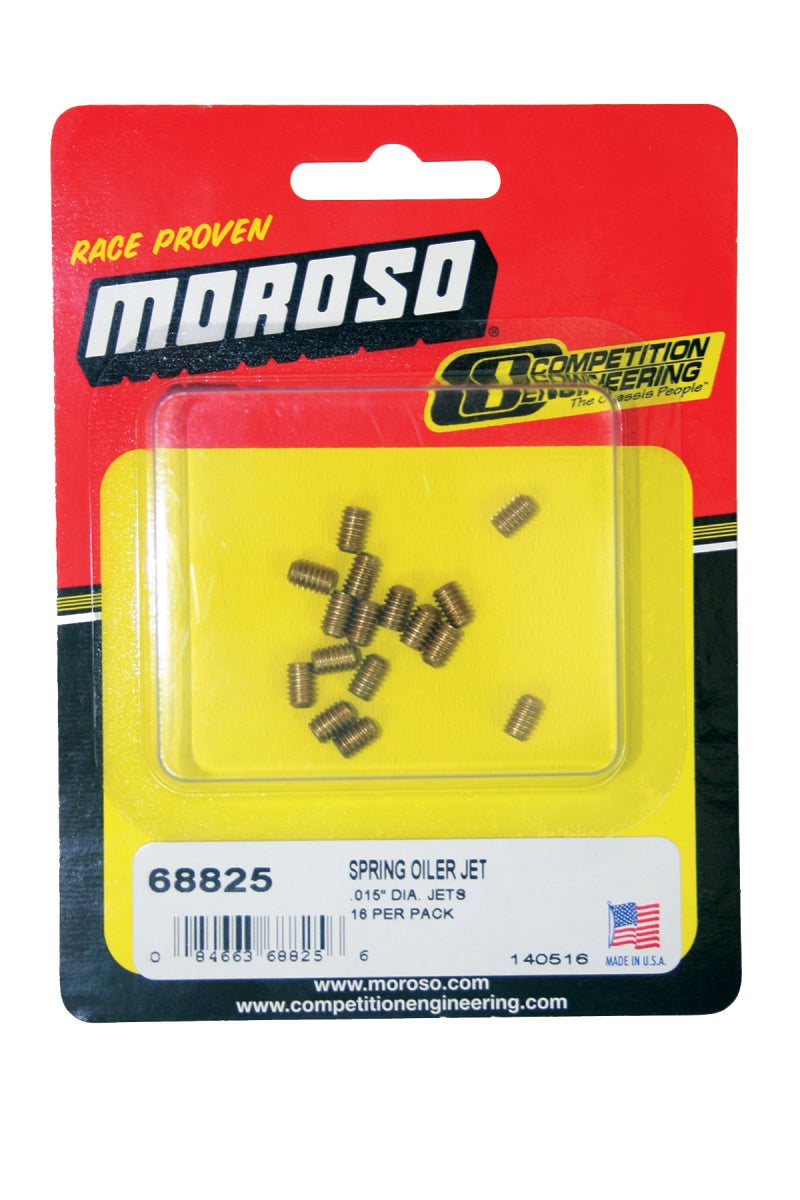 RACE PROVEN
MOROSO®
COMPETITION
ENGINEERING
The Chassis People™
68825
SPRING OILER JET
.015" DIA. JETS
16 PER PACK
0 84663 68825 6
140516
MADE IN U.S.A.
www.moroso.com
www.competitionengineering.com